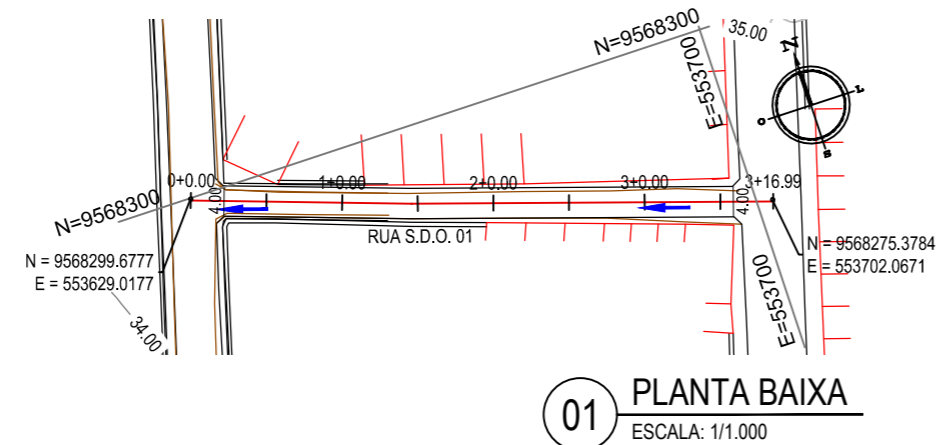 N=9568300
35.00
E=553700
N
O
L
S
0+0.00
1+0.00
2+0.00
3+0.00
3+16.99
4.00
4.00
N=9568300
RUA S.D.O. 01
N = 9568299.6777
E = 553629.0177
N = 9568275.3784
E = 553702.0671
34.00
E=553700
01
PLANTA BAIXA
ESCALA: 1/1.000